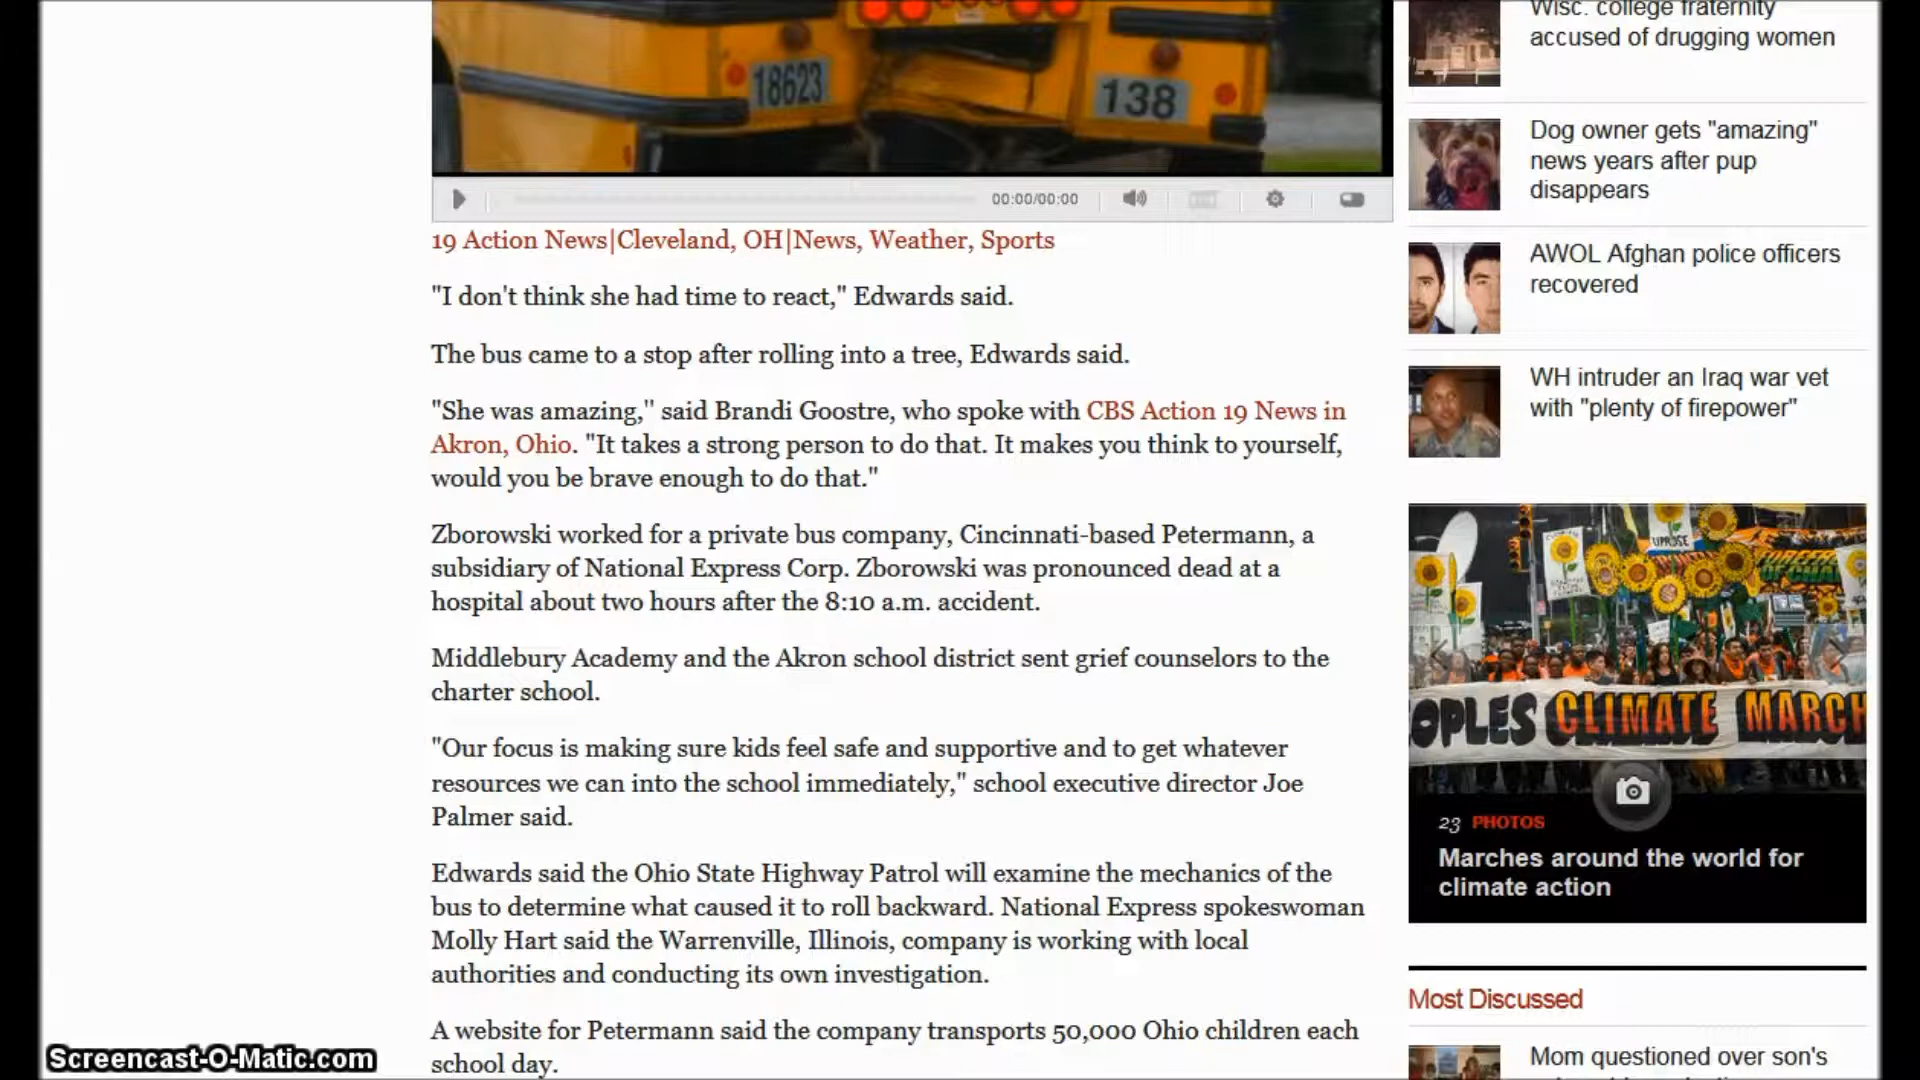 18623
138
00:00/00:00
19 Action News|Cleveland, OH|News, Weather, Sports
"I don't think she had time to react," Edwards said.
The bus came to a stop after rolling into a tree, Edwards said.
"She was amazing," said Brandi Goostre, who spoke with CBS Action 19 News in
Akron, Ohio. "It takes a strong person to do that. It makes you think to yourself,
would you be brave enough to do that."
Zborowski worked for a private bus company, Cincinnati-based Petermann, a
subsidiary of National Express Corp. Zborowski was pronounced dead at a
hospital about two hours after the 8:10 a.m. accident.
Middlebury Academy and the Akron school district sent grief counselors to the
charter school.
"Our focus is making sure kids feel safe and supportive and to get whatever
resources we can into the school immediately," school executive director Joe
Palmer said.
Edwards said the Ohio State Highway Patrol will examine the mechanics of the
bus to determine what caused it to roll backward. National Express spokeswoman
Molly Hart said the Warrenville, Illinois, company is working with local
authorities and conducting its own investigation.
A website for Petermann said the company transports 50,000 Ohio children each
school day.
Wisc. college fraternity
accused of drugging women
Dog owner gets "amazing"
news years after pup
disappears
AWOL Afghan police officers
recovered
WH intruder an Iraq war vet
with "plenty of firepower"
UPROSE
OPLES CLIMATE MARCH
23 PHOTOS
Marches around the world for
climate action
Most Discussed
Mom questioned over son's
Screencast-O-Matic.com